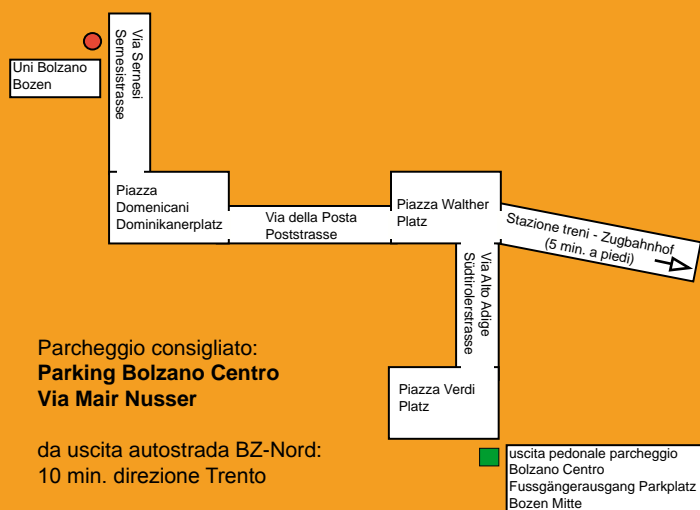 Via Sernesi
Sernesistrasse
Uni Bolzano
Bozen
Piazza
Domenicani
Dominikanerplatz
Via della Posta
Poststrasse
Piazza Walther
Platz
Stazione treni - Zugbahnhof
(5 min. a piedi)
Via Alto Adige
Südtirolerstrasse
Piazza Verdi
Platz
Parcheggio consigliato:
Parking Bolzano Centro
Via Mair Nusser
da uscita autostrada BZ-Nord:
10 min. direzione Trento
uscita pedonale parcheggio
Bolzano Centro
Fussgängerausgang Parkplatz
Bozen Mitte